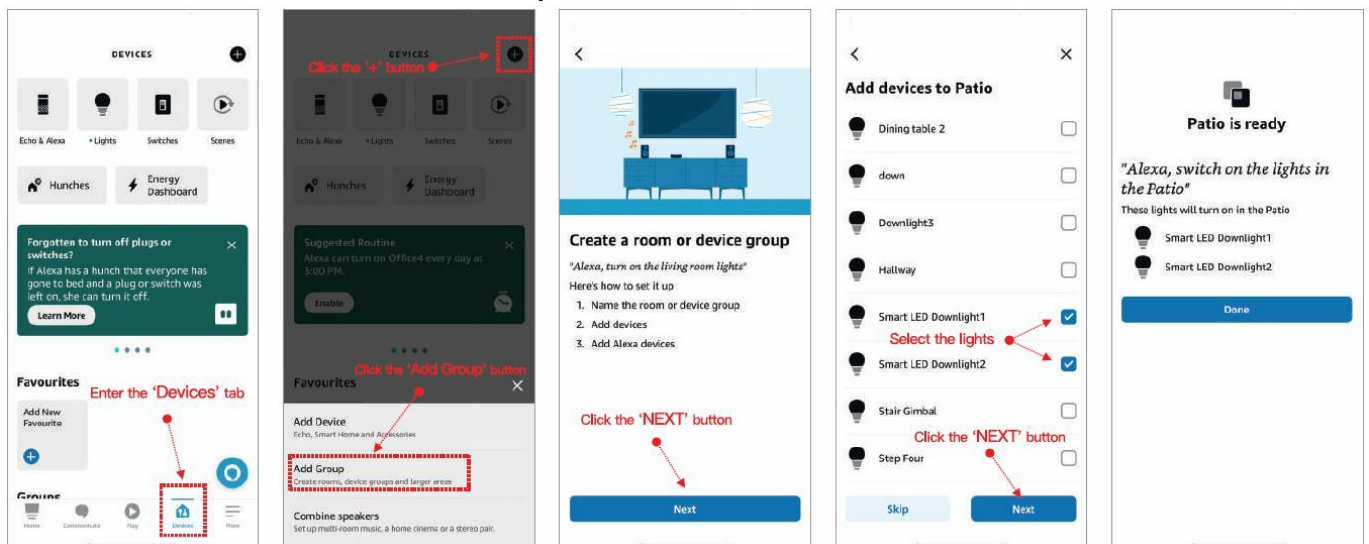 DEVICES
Echo & Alexa
• Lights
Switches
Scenes
Hunches
Energy
Dashboard
Forgotten to turn off plugs or
switches?
If Alexa has a hunch that everyone has
gone to bed and a plug or switch was
left on, she can turn it off.
Learn More
Favourites
Enter the 'Devices' tab
Add New
Favourite
Groups
Home
Communicate
Play
Devices
More
DEVICES
Click the '+' button
Echo & Alexa
• Lights
Switches
Scenes
Hunches
Energy
Dashboard
Suggested Routine
Alexa can turn on Office4 every day at
3:00 PM.
Enable
Click the 'Add Group' button
Favourites
Add Device
Echo, Smart Home and Accessories
Add Group
Create rooms, device groups and larger areas
Combine speakers
Set up multi-room music, a home cinema or a stereo pair.
Create a room or device group
"Alexa, turn on the living room lights"
Here's how to set it up
1. Name the room or device group
2. Add devices
3. Add Alexa devices
Click the 'NEXT' button
Next
Add devices to Patio
Dining table 2
down
Downlight3
Hallway
Smart LED Downlight1
Select the lights
Smart LED Downlight2
Stair Gimbal
Click the 'NEXT' button
Step Four
Skip
Next
Patio is ready
"Alexa, switch on the lights in
the Patio"
These lights will turn on in the Patio
Smart LED Downlight1
Smart LED Downlight2
Done